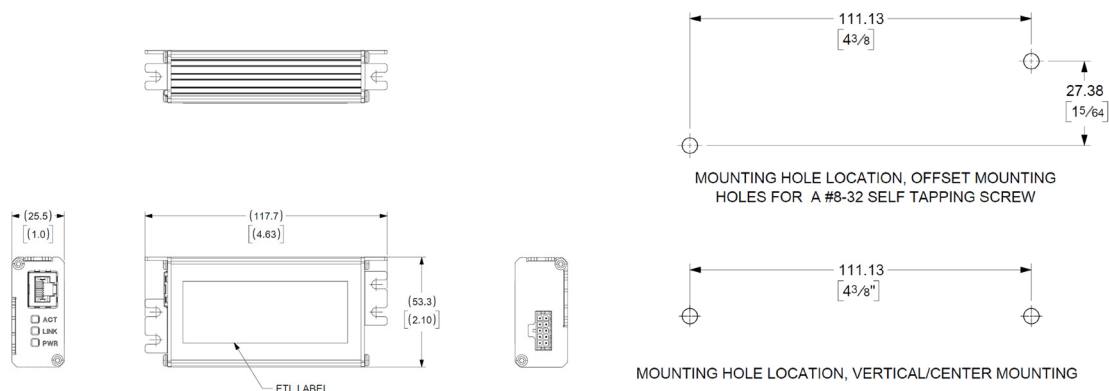 111.13
[4 3/8]
27.38
[1 5/64]
MOUNTING HOLE LOCATION, OFFSET MOUNTING
HOLES FOR A #8-32 SELF TAPPING SCREW
(25.5)
[(1.0)]
(117.7)
[(4.63)]
(53.3)
[(2.10)]
ACT
LINK
PWR
ETL LABEL
111.13
[4 3/8"]
MOUNTING HOLE LOCATION, VERTICAL/CENTER MOUNTING